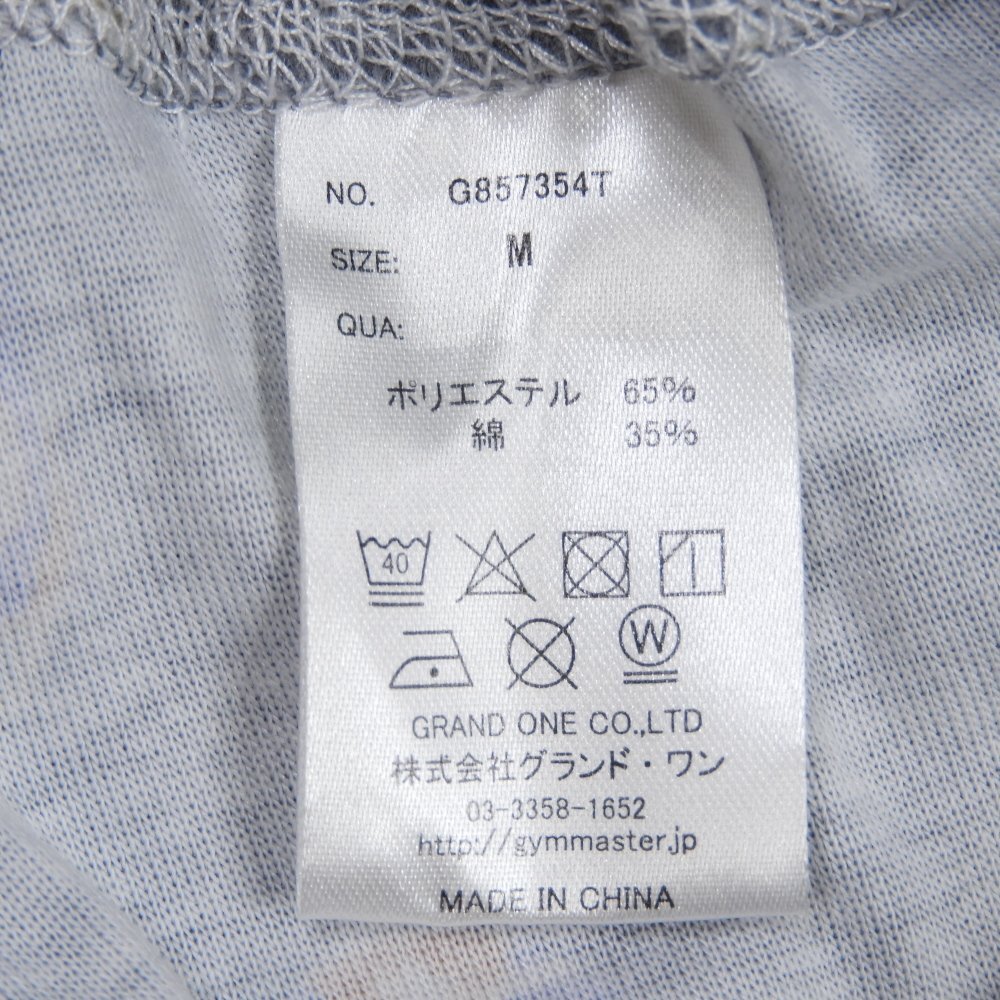 NO. G857354T
SIZE: M
QUA:
ポリエステル 65%
綿 35%
40
W
GRAND ONE CO.,LTD
株式会社グランド・ワン
03-3358-1652
http://gymmaster.jp
MADE IN CHINA